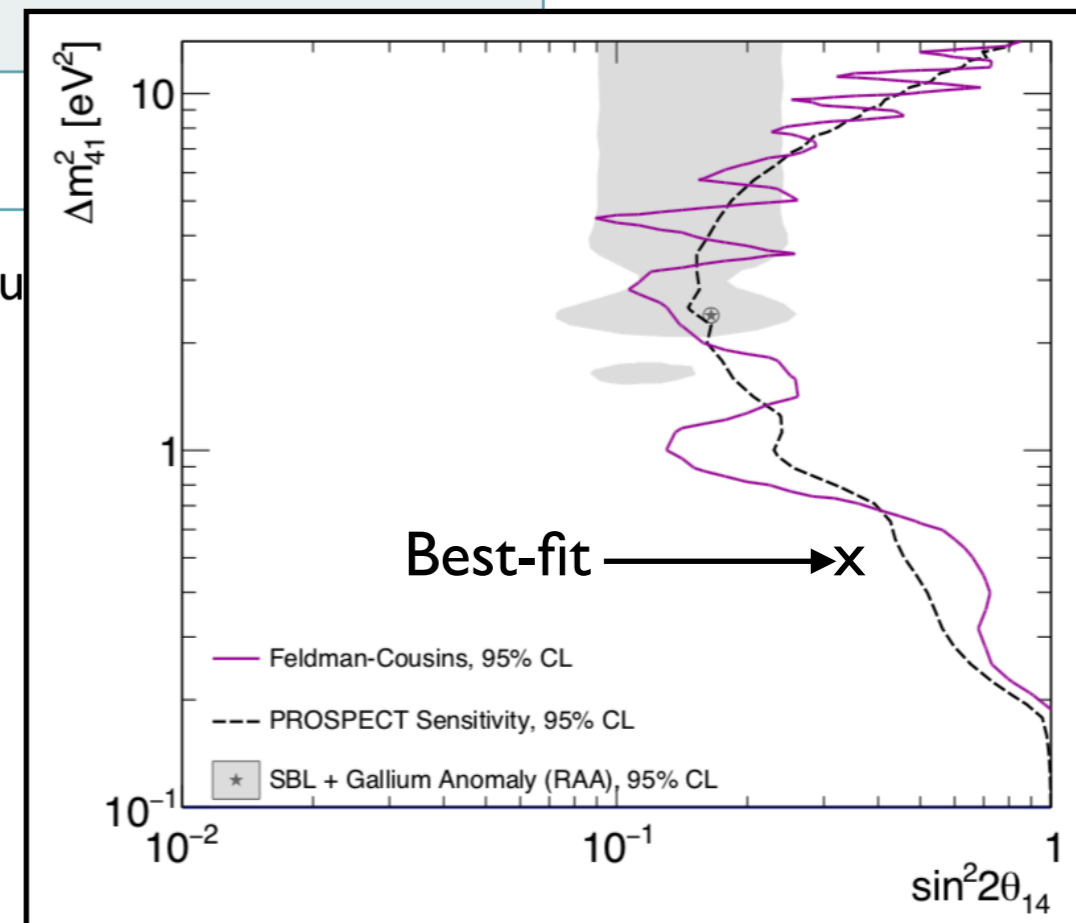 Δm²₄₁ [eV²]
10
1
10⁻¹
10⁻²
10⁻¹
1
sin²2θ₁₄
Best-fit
x
Feldman-Cousins, 95% CL
PROSPECT Sensitivity, 95% CL
SBL + Gallium Anomaly (RAA), 95% CL
u